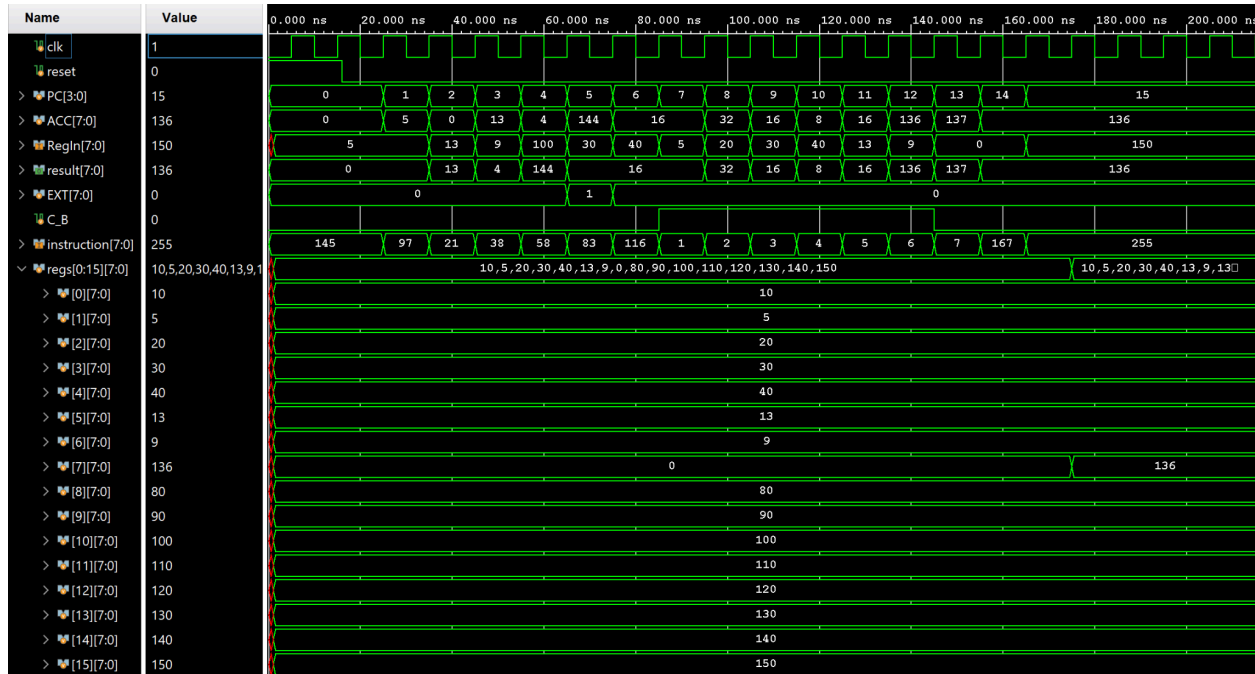 Name Value 0.000 ns 20.000 ns 40.000 ns 60.000 ns 80.000 ns 100.000 ns 120.000 ns 140.000 ns 160.000 ns 180.000 ns 200.000 ns
clk 1
reset 0
PC[3:0] 15 0 1 2 3 4 5 6 7 8 9 10 11 12 13 14 15
ACC[7:0] 136 0 5 0 13 4 144 16 32 16 8 16 136 137 136
RegIn[7:0] 150 5 13 9 100 30 40 5 20 30 40 13 9 0 150
result[7:0] 136 0 13 4 144 16 32 16 8 16 136 137 136
EXT[7:0] 0 0 1 0
C_B 0
instruction[7:0] 255 145 97 21 38 58 83 116 1 2 3 4 5 6 7 167 255
regs[0:15][7:0] 10,5,20,30,40,13,9,1 10,5,20,30,40,13,9,0,80,90,100,110,120,130,140,150 10,5,20,30,40,13,9,13
[0][7:0] 10 10
[1][7:0] 5 5
[2][7:0] 20 20
[3][7:0] 30 30
[4][7:0] 40 40
[5][7:0] 13 13
[6][7:0] 9 9
[7][7:0] 136 0 136
[8][7:0] 80 80
[9][7:0] 90 90
[10][7:0] 100 100
[11][7:0] 110 110
[12][7:0] 120 120
[13][7:0] 130 130
[14][7:0] 140 140
[15][7:0] 150 150